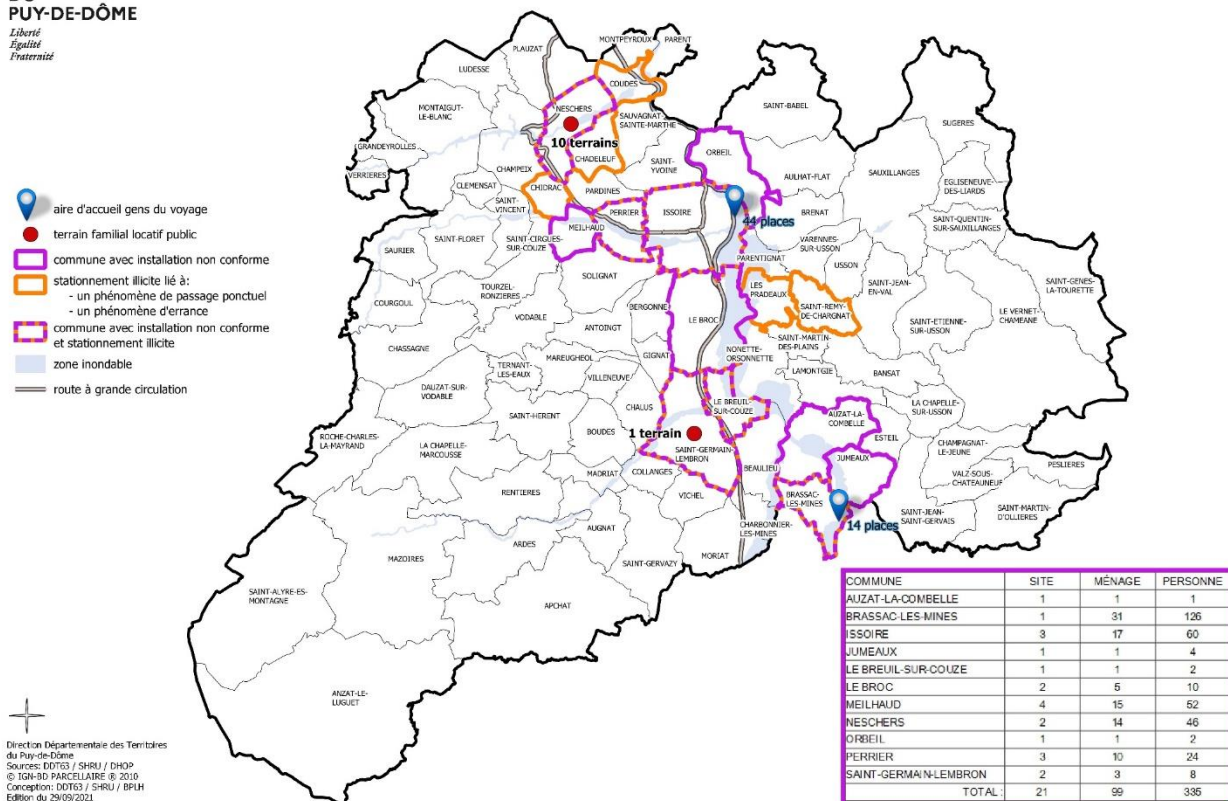 PUY-DE-DÔME
Liberté
Égalité
Fraternité
aire d'accueil gens du voyage
terrain familial locatif public
commune avec installation non conforme
stationnement illicite lié à:
- un phénomène de passage ponctuel
- un phénomène d'errance
commune avec installation non conforme
et stationnement illicite
zone inondable
route à grande circulation
MONTPEYROUX
PARENT
PLAUZAT
LUDESSE
COUDES
NESCHERS
MONTAIGUT-
LE-BLANC
SAUVAGNAT-
SAINTE-MARTHE
SAINT-BABEL
SUGERES
10 terrains
GRANDEYROLLES
CHADELEUF
ORBEIL
VERRIERES
CHAMPEIX
SAINT-
YVOINE
AULHAT-FLAT
SAUXILLANGES
EGLISENEUVE-
DES-LIARDS
CLEMENSAT
CHIDRAC
PARDINES
SAINT-
VINCENT
PERRIER
ISSOIRE
44 places
BRENAT
SAINT-QUENTIN-
SUR-SAUXILLANGES
MEILHAUD
SAURIER
SAINT-FLORET
SAINT-CIRGUES-
SUR-COUZE
VARENNES-
SUR-USSON
PARENTIGNAT
USSON
SOLIGNAT
SAINT-JEAN-
EN-VAL
SAINT-GENES-
LA-TOURETTE
TOURZEL-
RONZIERES
LES
PRADEAUX
COURGOUL
BERGONNE
SAINT-REMY-
DE-CHARGNAT
VODABLE
LE BROC
LE VERNET-
CHAMEANE
ANTOINGT
SAINT-ETIENNE-
SUR-USSON
CHASSAGNE
SAINT-MARTIN-
DES-PLAINS
NONETTE-
ORSONNETTE
MAREUGHEOL
GIGNAT
TERNANT-
LES-EAUX
LAMONTGIE
BANSAT
VILLENEUVE
DAUZAT-SUR-
VODABLE
LE BREUIL-
SUR-COUZE
LA CHAPELLE-
SUR-USSON
CHALUS
SAINT-HERENT
AUZAT-LA-
COMBELLE
BOUDES
1 terrain
ROCHE-CHARLES-
LA-MAYRAND
ESTEIL
LA CHAPELLE-
MARCOUSSE
SAINT-GERMAIN-
LEMBRON
CHAMPAGNAT-
LE-JEUNE
JUMEAUX
PESLIERES
MADRIAT
COLLANGES
BEAULIEU
VALZ-SOUS-
CHATEAUNEUF
RENTIERES
VICHEL
BRASSAC-
LES-MINES
SAINT-JEAN-
SAINT-GERVAIS
SAINT-MARTIN-
D'OLLIERES
14 places
AUGNAT
CHARBONNIER-
LES-MINES
ARDES
MAZOIRES
SAINT-GERVAZY
MORIAT
SAINT-ALYRE-ES-
MONTAGNE
APCHAT
ANZAT-LE-
LUGUET
COMMUNE SITE MÉNAGE PERSONNE
AUZAT-LA-COMBELLE 1 1 1
BRASSAC-LES-MINES 1 31 126
ISSOIRE 3 17 60
JUMEAUX 1 1 4
LE BREUIL-SUR-COUZE 1 1 2
LE BROC 2 5 10
MEILHAUD 4 15 52
NESCHERS 2 14 46
ORBEIL 1 1 2
PERRIER 3 10 24
SAINT-GERMAIN-LEMBRON 2 3 8
TOTAL : 21 99 335
Direction Départementale des Territoires
du Puy-de-Dôme
Sources: DDT63 / SHRU / DHOP
© IGN-BD PARCELLAIRE ® 2010
Conception: DDT63 / SHRU / BPLH
Edition du 29/09/2021